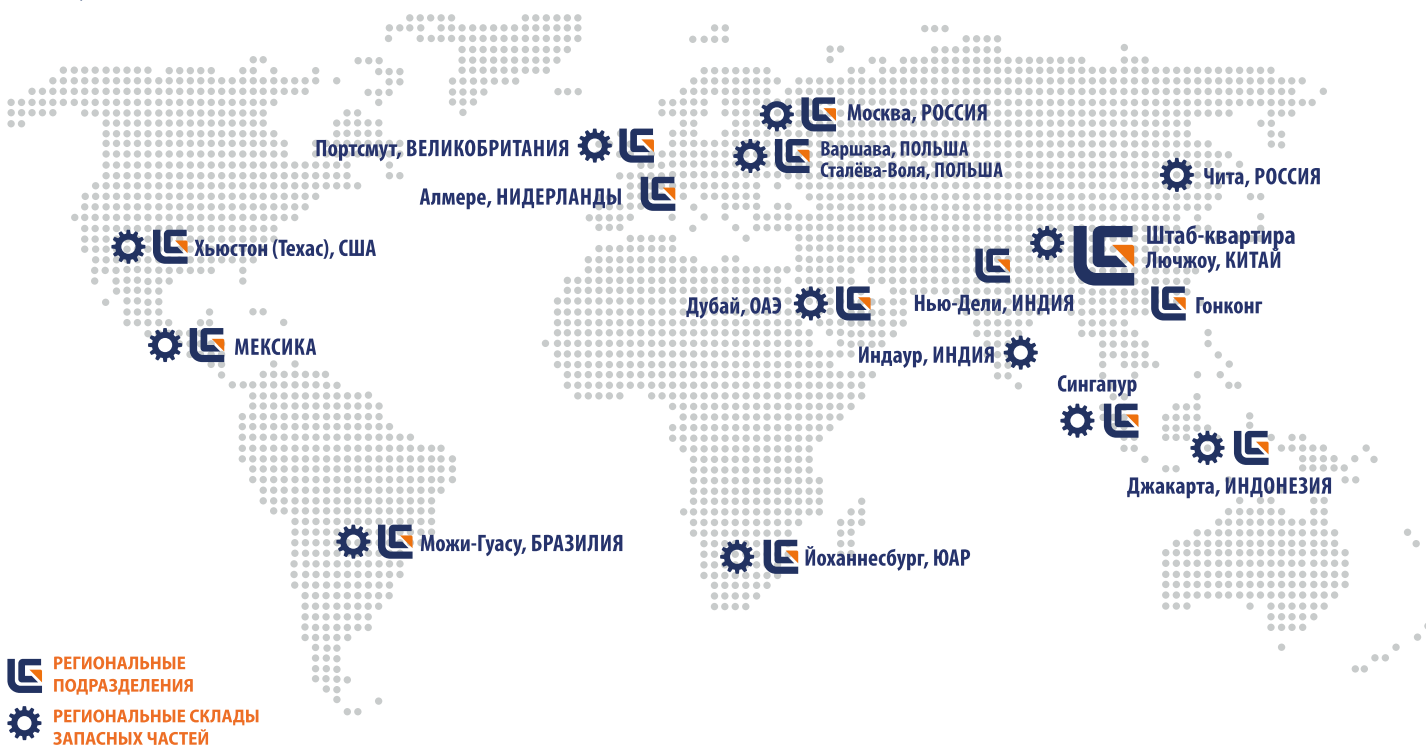 Москва, РОССИЯ
Портсмут, ВЕЛИКОБРИТАНИЯ
Варшава, ПОЛЬША
Сталёва-Воля, ПОЛЬША
Чита, РОССИЯ
Алмере, НИДЕРЛАНДЫ
Хьюстон (Техас), США
Штаб-квартира
Лючжоу, КИТАЙ
Дубай, ОАЭ
Нью-Дели, ИНДИЯ
Гонконг
МЕКСИКА
Индаур, ИНДИЯ
Сингапур
Джакарта, ИНДОНЕЗИЯ
Можи-Гуасу, БРАЗИЛИЯ
Йоханнесбург, ЮАР
РЕГИОНАЛЬНЫЕ
ПОДРАЗДЕЛЕНИЯ
РЕГИОНАЛЬНЫЕ СКЛАДЫ
ЗАПАСНЫХ ЧАСТЕЙ